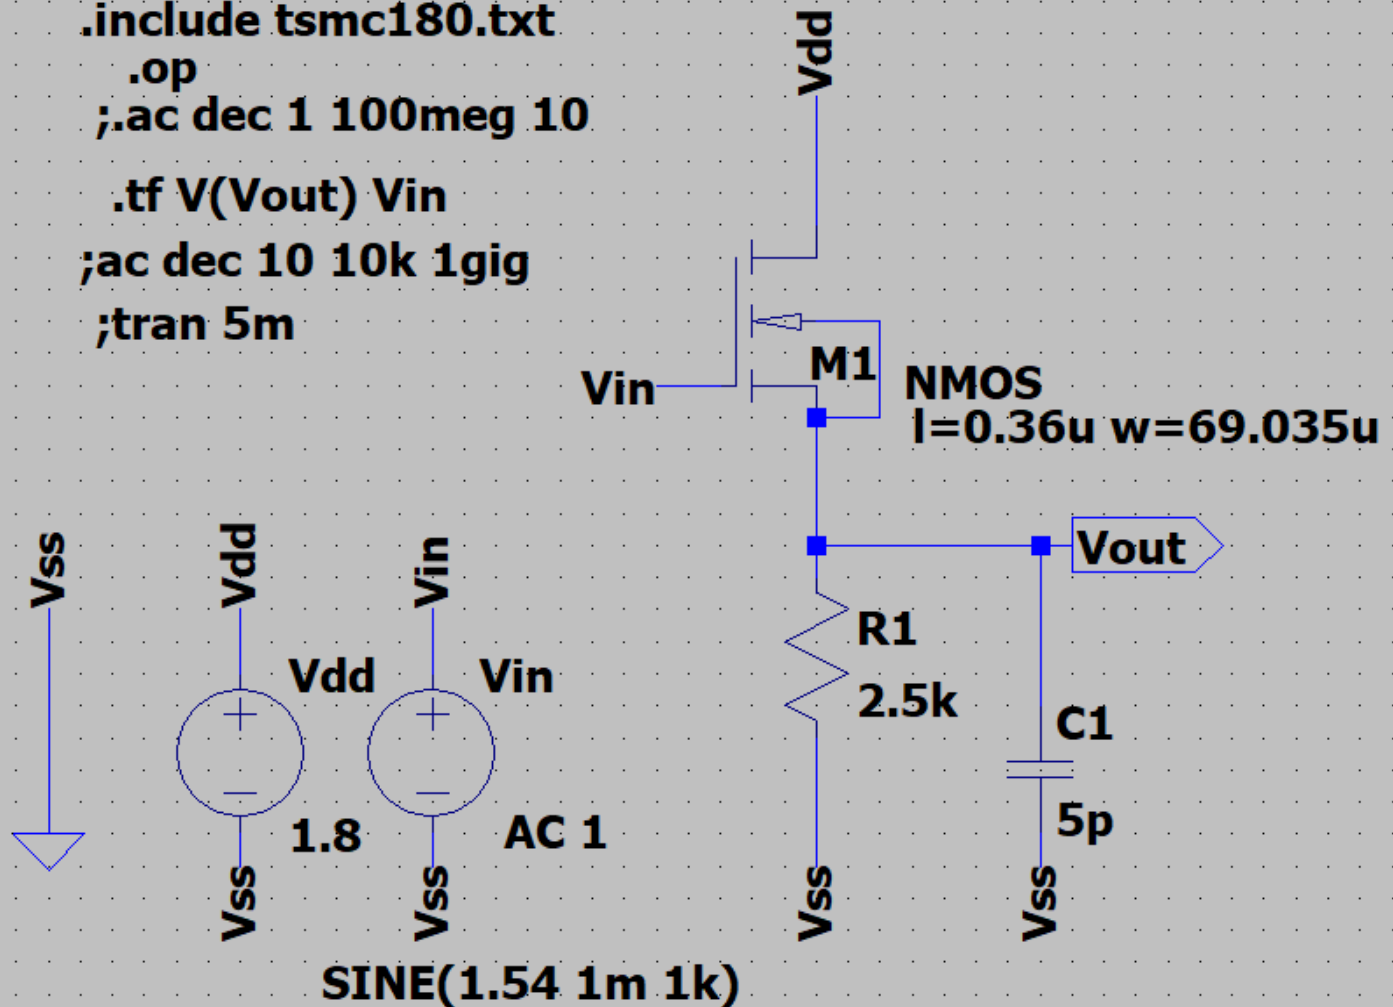 .include tsmc180.txt
.op
;.ac dec 1 100meg 10
.tf V(Vout) Vin
;ac dec 10 10k 1gig
;tran 5m
Vdd
Vin
M1
NMOS
l=0.36u w=69.035u
Vout
R1
2.5k
C1
5p
Vss
Vss
Vss
Vdd
Vin
Vdd
Vin
1.8
AC 1
Vss
Vss
SINE(1.54 1m 1k)